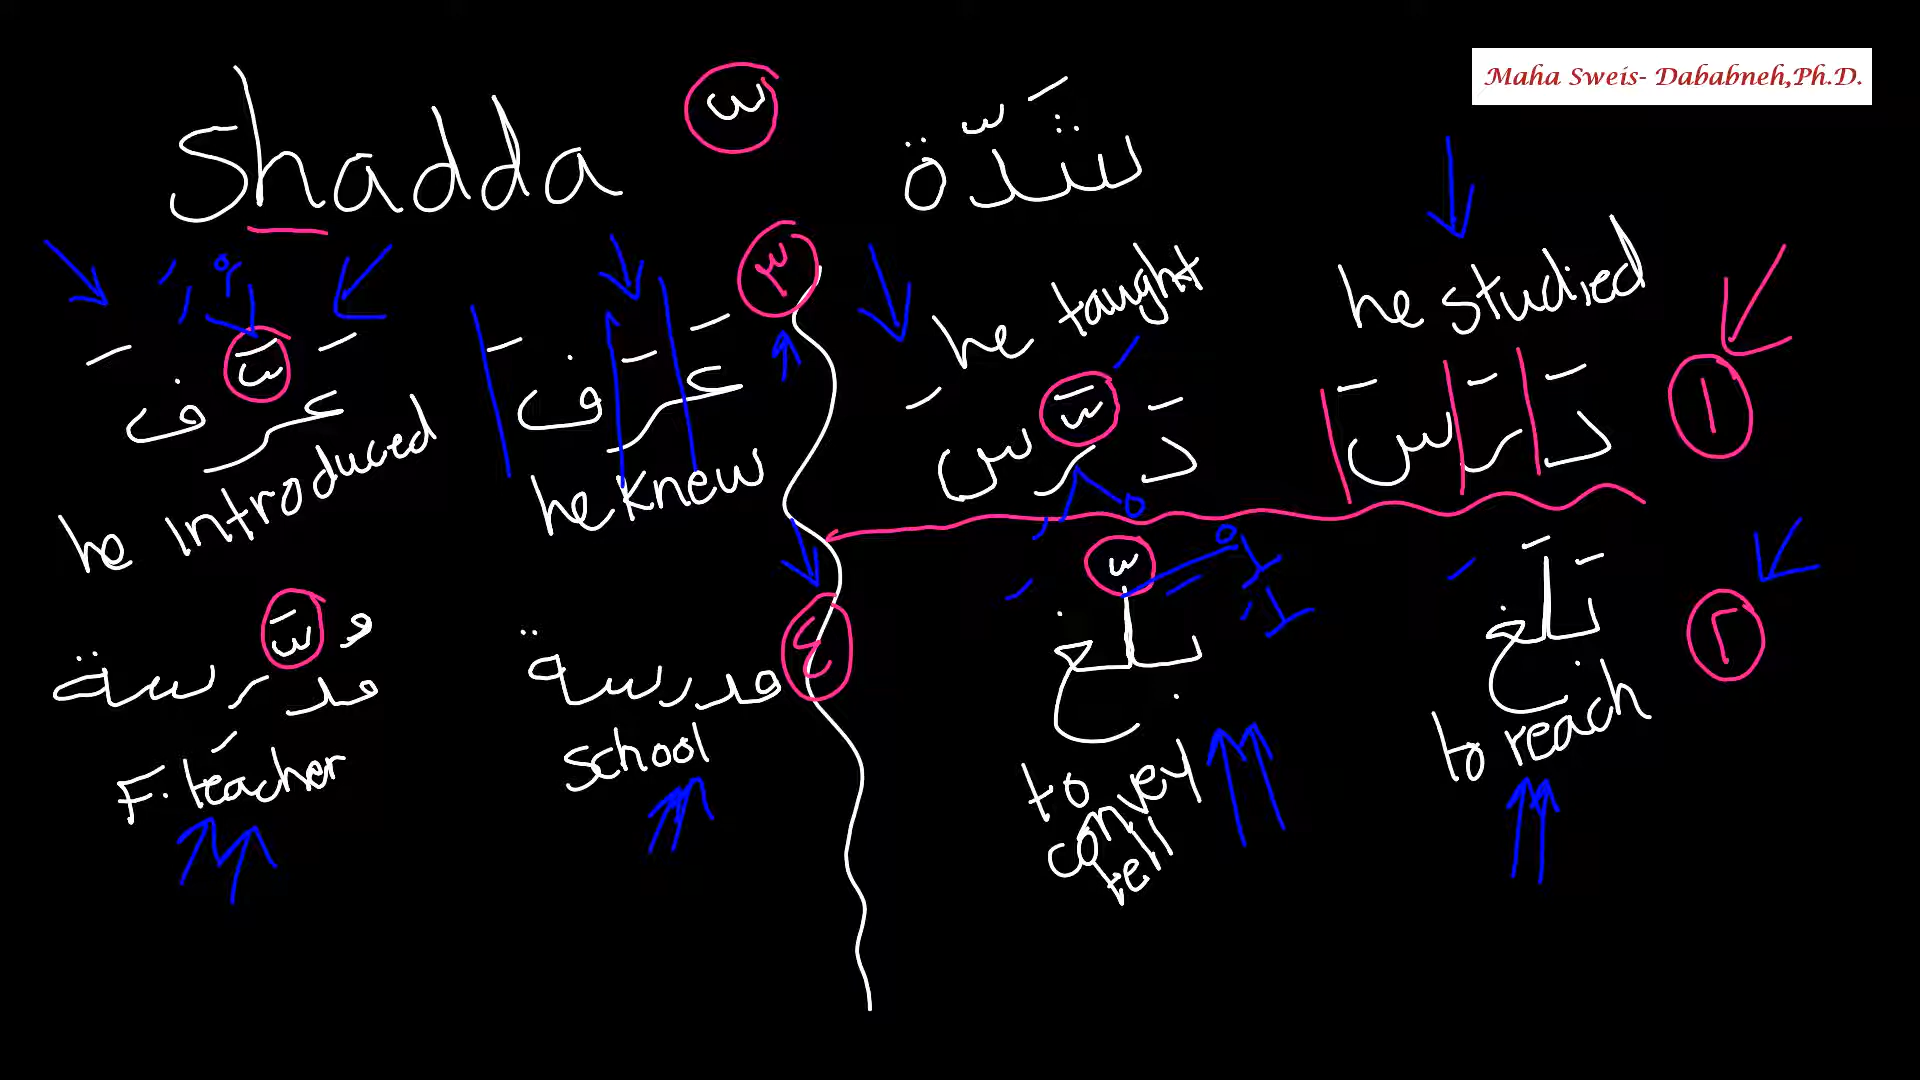 Maha Sweis- Dababneh,Ph.D.
Shadda ّ شَدّة
١ he studied دَرَسَ
he taught دَرَّسَ
٢ بَلَغَ to reach
بلّغ to convey tell
٣ عَرَفَ he knew
عَرَّفَ he introduced
٤ مدرسة school
مُدَرِّسة F. teacher